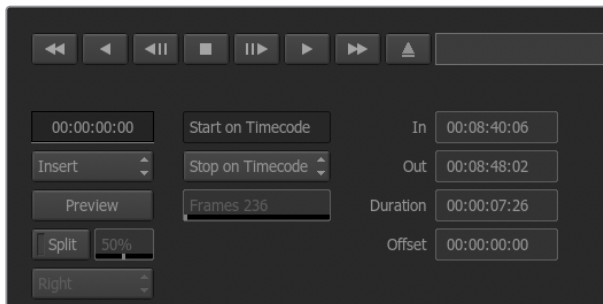 00:00:00:00 Start on Timecode In 00:08:40:06
Insert Stop on Timecode Out 00:08:48:02
Preview Frames 236 Duration 00:00:07:26
Split 50% Offset 00:00:00:00
Right